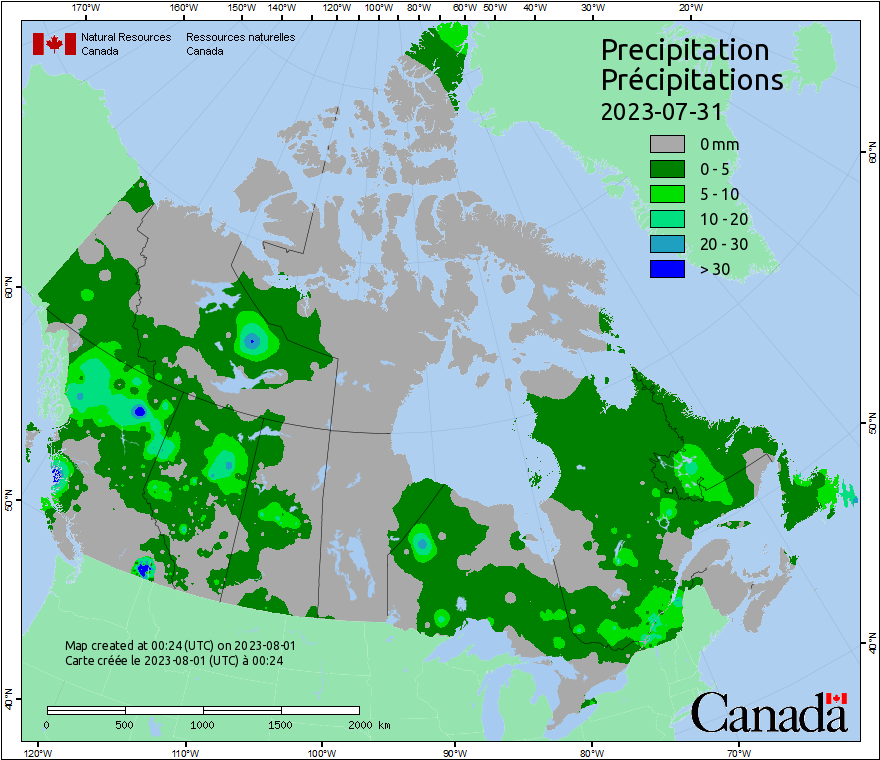 170°W 160°W 150°W 140°W 120°W 100°W 80°W 60°W 50°W 40°W 30°W 20°W
Natural Resources Ressources naturelles
Canada Canada
Precipitation
Précipitations
2023-07-31
0 mm
0 - 5
5 - 10
10 - 20
20 - 30
> 30
60°N 60°N
50°N 50°N
40°N 40°N
Map created at 00:24 (UTC) on 2023-08-01
Carte créée le 2023-08-01 (UTC) à 00:24
0 500 1000 1500 2000 km
Canada
120°W 110°W 100°W 90°W 80°W 70°W